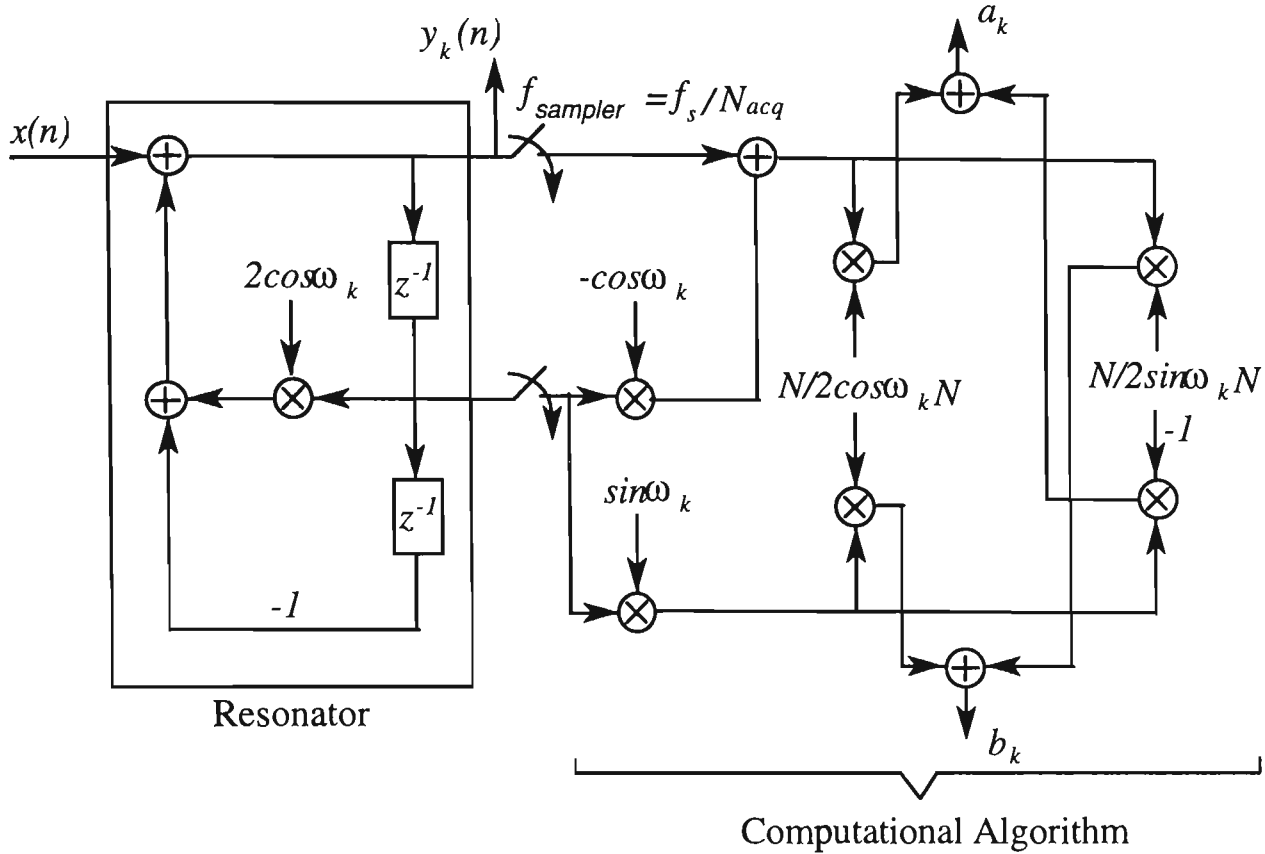 a_k
y_k(n)
f_sampler = f_s/N_acq
x(n)
+
+
+
z^-1
2cosω_k
-cosω_k
×
×
N/2cosω_kN
N/2sinω_kN
-1
+
×
×
sinω_k
×
×
z^-1
-1
×
+
Resonator
b_k
Computational Algorithm